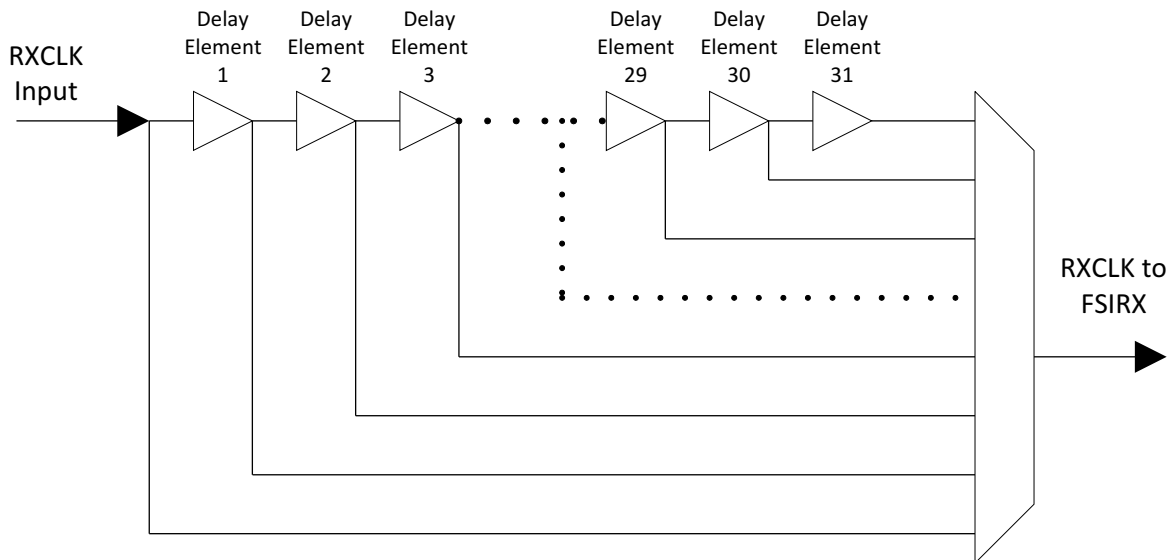 RXCLK
Input
Delay
Element
1
Delay
Element
2
Delay
Element
3
Delay
Element
29
Delay
Element
30
Delay
Element
31
RXCLK to
FSIRX